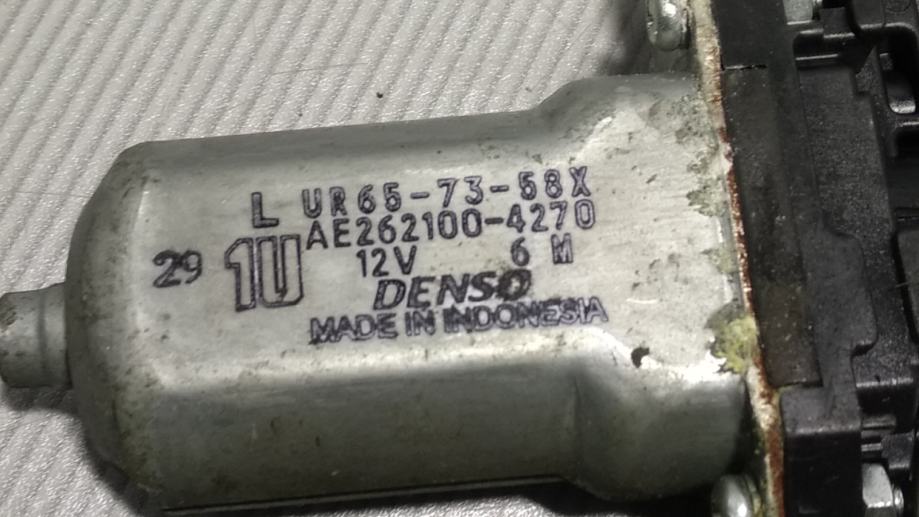 L UR65-73-58X
AE262100-4270
29 1U 12V 6 M
DENSO
MADE IN INDONESIA